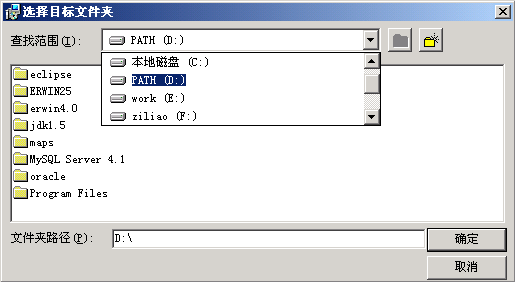 选择目标文件夹
查找范围(I):
PATH (D:)
本地磁盘 (C:)
PATH (D:)
work (E:)
ziliao (F:)
eclipse
ERWIN25
erwin4.0
jdk1.5
maps
MySQL Server 4.1
oracle
Program Files
文件夹路径(P):
D:\
确定
取消